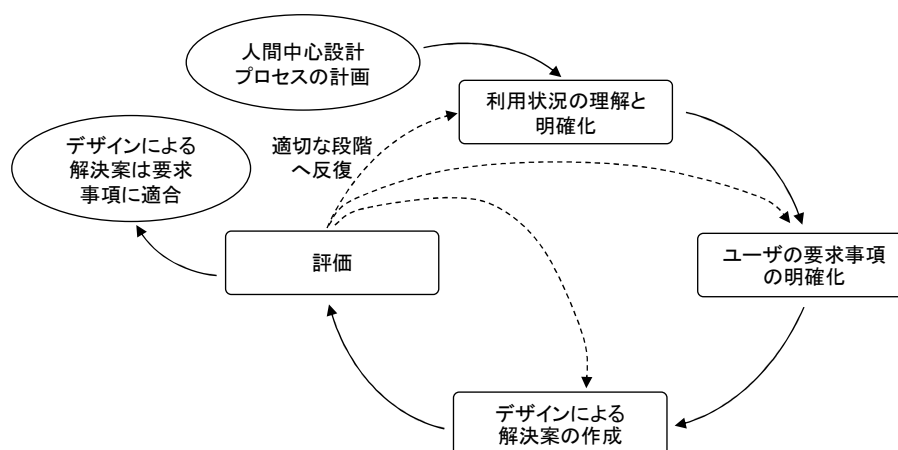 人間中心設計
プロセスの計画
利用状況の理解と
明確化
適切な段階
へ反復
デザインによる
解決案は要求
事項に適合
評価
ユーザの要求事項
の明確化
デザインによる
解決案の作成